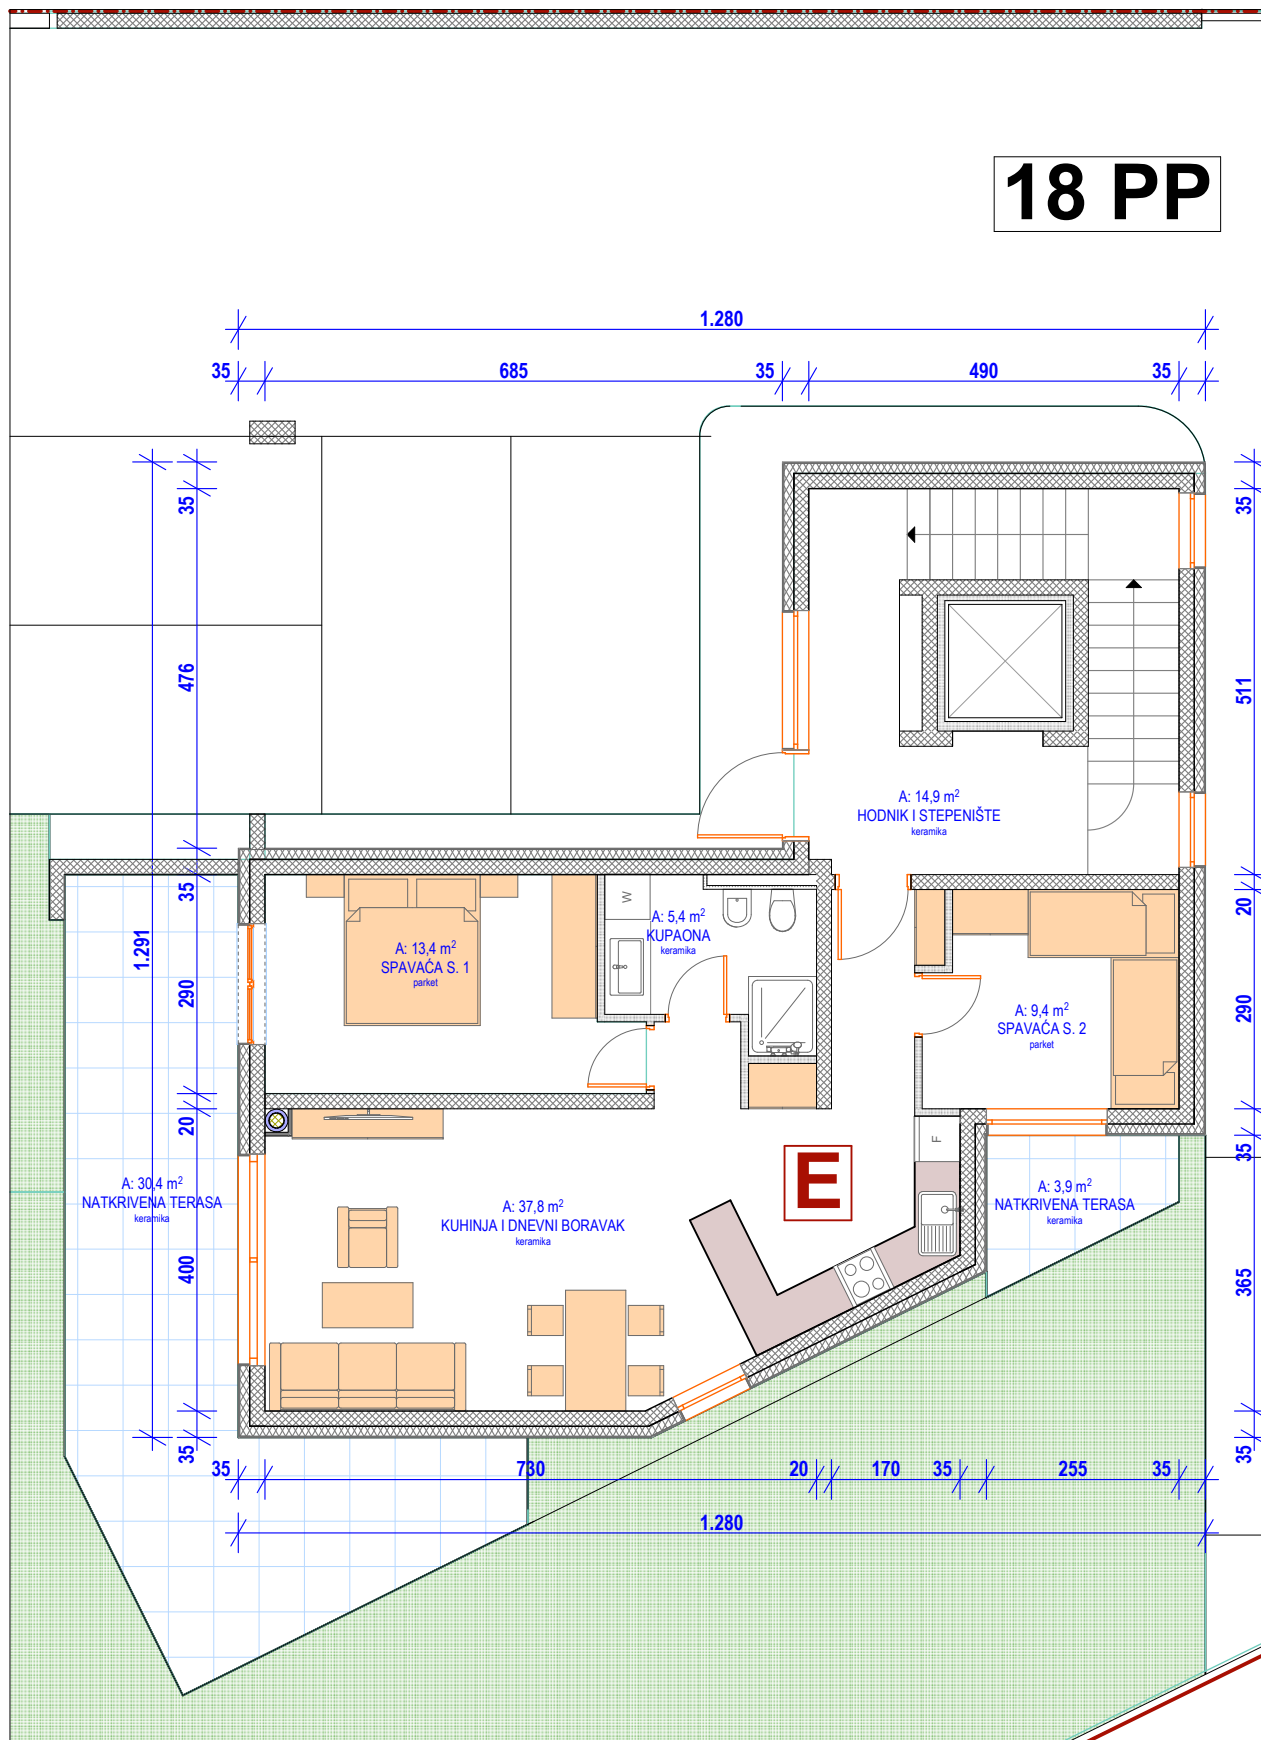 18 PP
1.280
35
685
35
490
35
35
476
35
290
20
400
35
1.291
35
511
20
290
35
365
35
A: 14,9 m²
HODNIK I STEPENIŠTE
keramika
W
A: 5,4 m²
KUPAONA
keramika
A: 13,4 m²
SPAVAĆA S. 1
parket
A: 9,4 m²
SPAVAĆA S. 2
parket
F
E
A: 30,4 m²
NATKRIVENA TERASA
keramika
A: 37,8 m²
KUHINJA I DNEVNI BORAVAK
keramika
A: 3,9 m²
NATKRIVENA TERASA
keramika
35
730
20
170
35
255
35
1.280